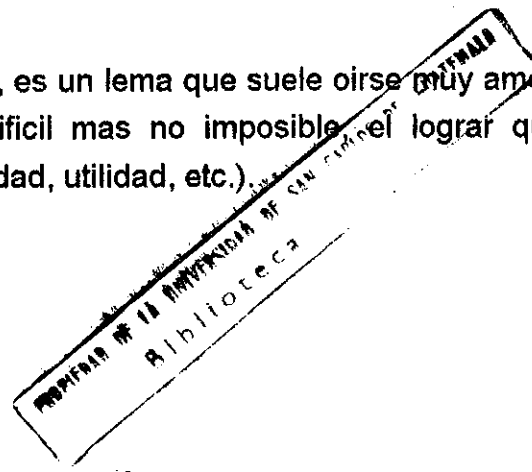 , es un lema que suele oirse muy am
ificil mas no imposible, el lograr q
dad, utilidad, etc.).
PROPIEDAD DE LA UNIVERSIDAD DE SAN CARLOS DE GUATEMALA
Biblioteca